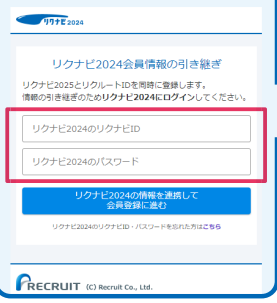 リクナビ2024
リクナビ2024会員情報の引き継ぎ
リクナビ2025とリクルートIDを同時に登録します。
情報の引き継ぎのためリクナビ2024にログインしてください。
リクナビ2024のリクナビID
リクナビ2024のパスワード
リクナビ2024の情報を連携して
会員登録に進む
リクナビ2024のリクナビID・パスワードを忘れた方はこちら
RECRUIT (C) Recruit Co., Ltd.